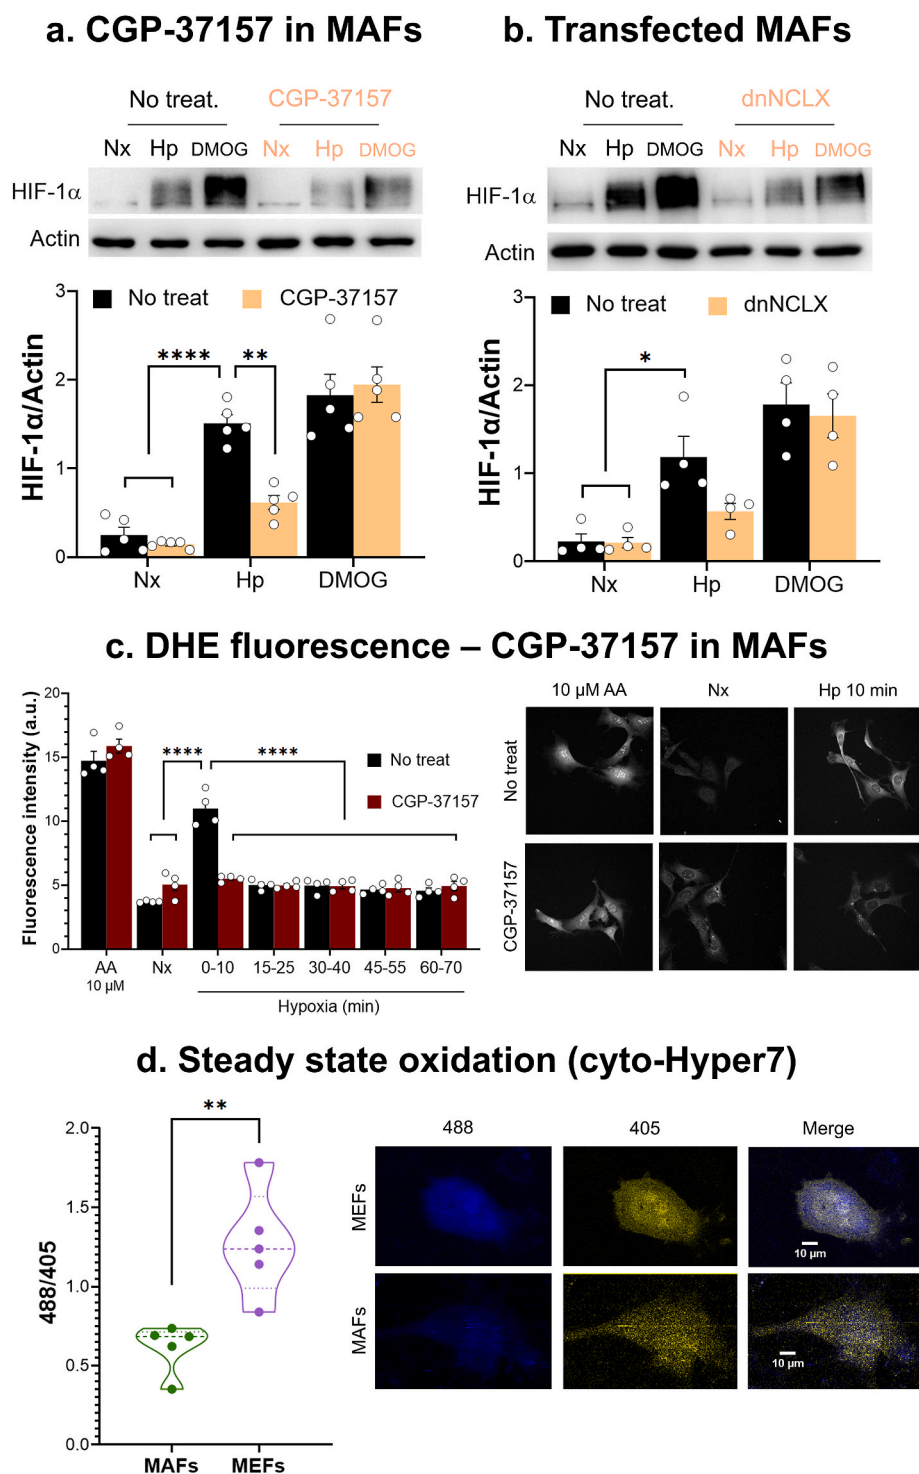 a. CGP-37157 in MAFs
No treat. CGP-37157
Nx Hp DMOG Nx Hp DMOG
HIF-1α
Actin
3
2
1
0
HIF-1α/Actin
No treat CGP-37157
**** **
Nx Hp DMOG
b. Transfected MAFs
No treat. dnNCLX
Nx Hp DMOG Nx Hp DMOG
HIF-1α
Actin
3
2
1
0
HIF-1α/Actin
No treat dnNCLX
*
Nx Hp DMOG
c. DHE fluorescence – CGP-37157 in MAFs
Fluorescence intensity (a.u.)
20
15
10
5
0
**** ****
No treat
CGP-37157
AA Nx 0-10 15-25 30-40 45-55 60-70
10 µM
Hypoxia (min)
10 µM AA Nx Hp 10 min
No treat
CGP-37157
d. Steady state oxidation (cyto-Hyper7)
**
2.0
1.5
1.0
0.5
0.0
488/405
MAFs MEFs
488 405 Merge
MEFs
10 µm
MAFs
10 µm